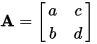 A = [ a c
b d ]